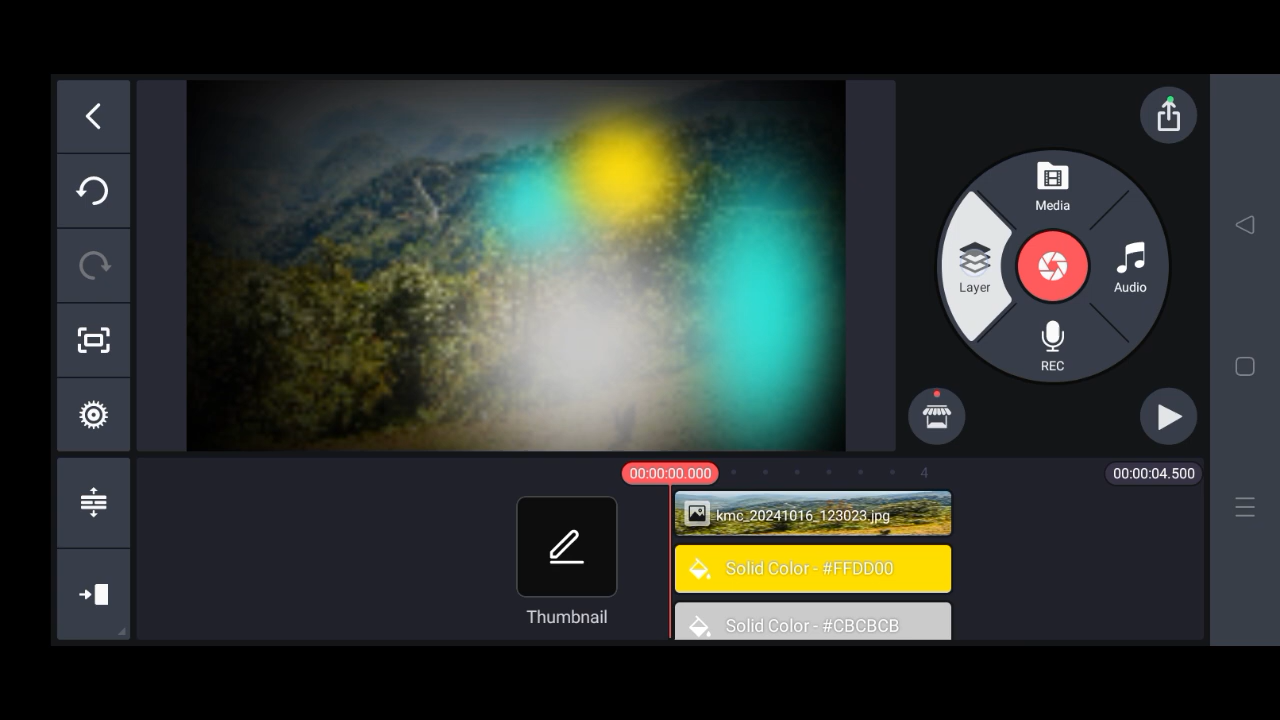 Media
Layer
Audio
REC
00:00:00.000
4
00:00:04.500
kmc_20241016_123023.jpg
Solid Color - #FFDD00
Solid Color - #CBCBCB
Thumbnail